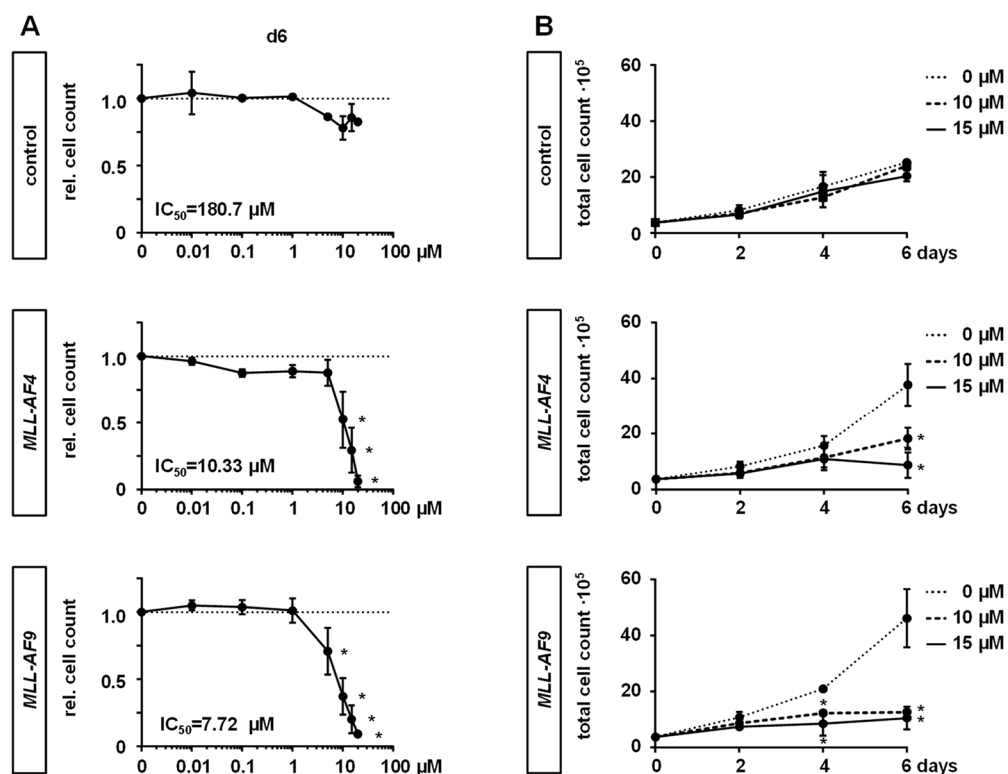 A
d6
control
rel. cell count
1.0
0.5
0
IC50=180.7 µM
0 0.01 0.1 1 10 100 µM
MLL-AF4
rel. cell count
1.0
0.5
0
IC50=10.33 µM
*
*
*
0 0.01 0.1 1 10 100 µM
MLL-AF9
rel. cell count
1.0
0.5
0
IC50=7.72 µM
*
*
*
*
0 0.01 0.1 1 10 100 µM
B
control
total cell count ·10⁵
60
40
20
0
0 µM
10 µM
15 µM
0 2 4 6 days
MLL-AF4
total cell count ·10⁵
60
40
20
0
0 µM
10 µM
15 µM
*
*
0 2 4 6 days
MLL-AF9
total cell count ·10⁵
60
40
20
0
0 µM
10 µM
15 µM
*
*
*
*
0 2 4 6 days